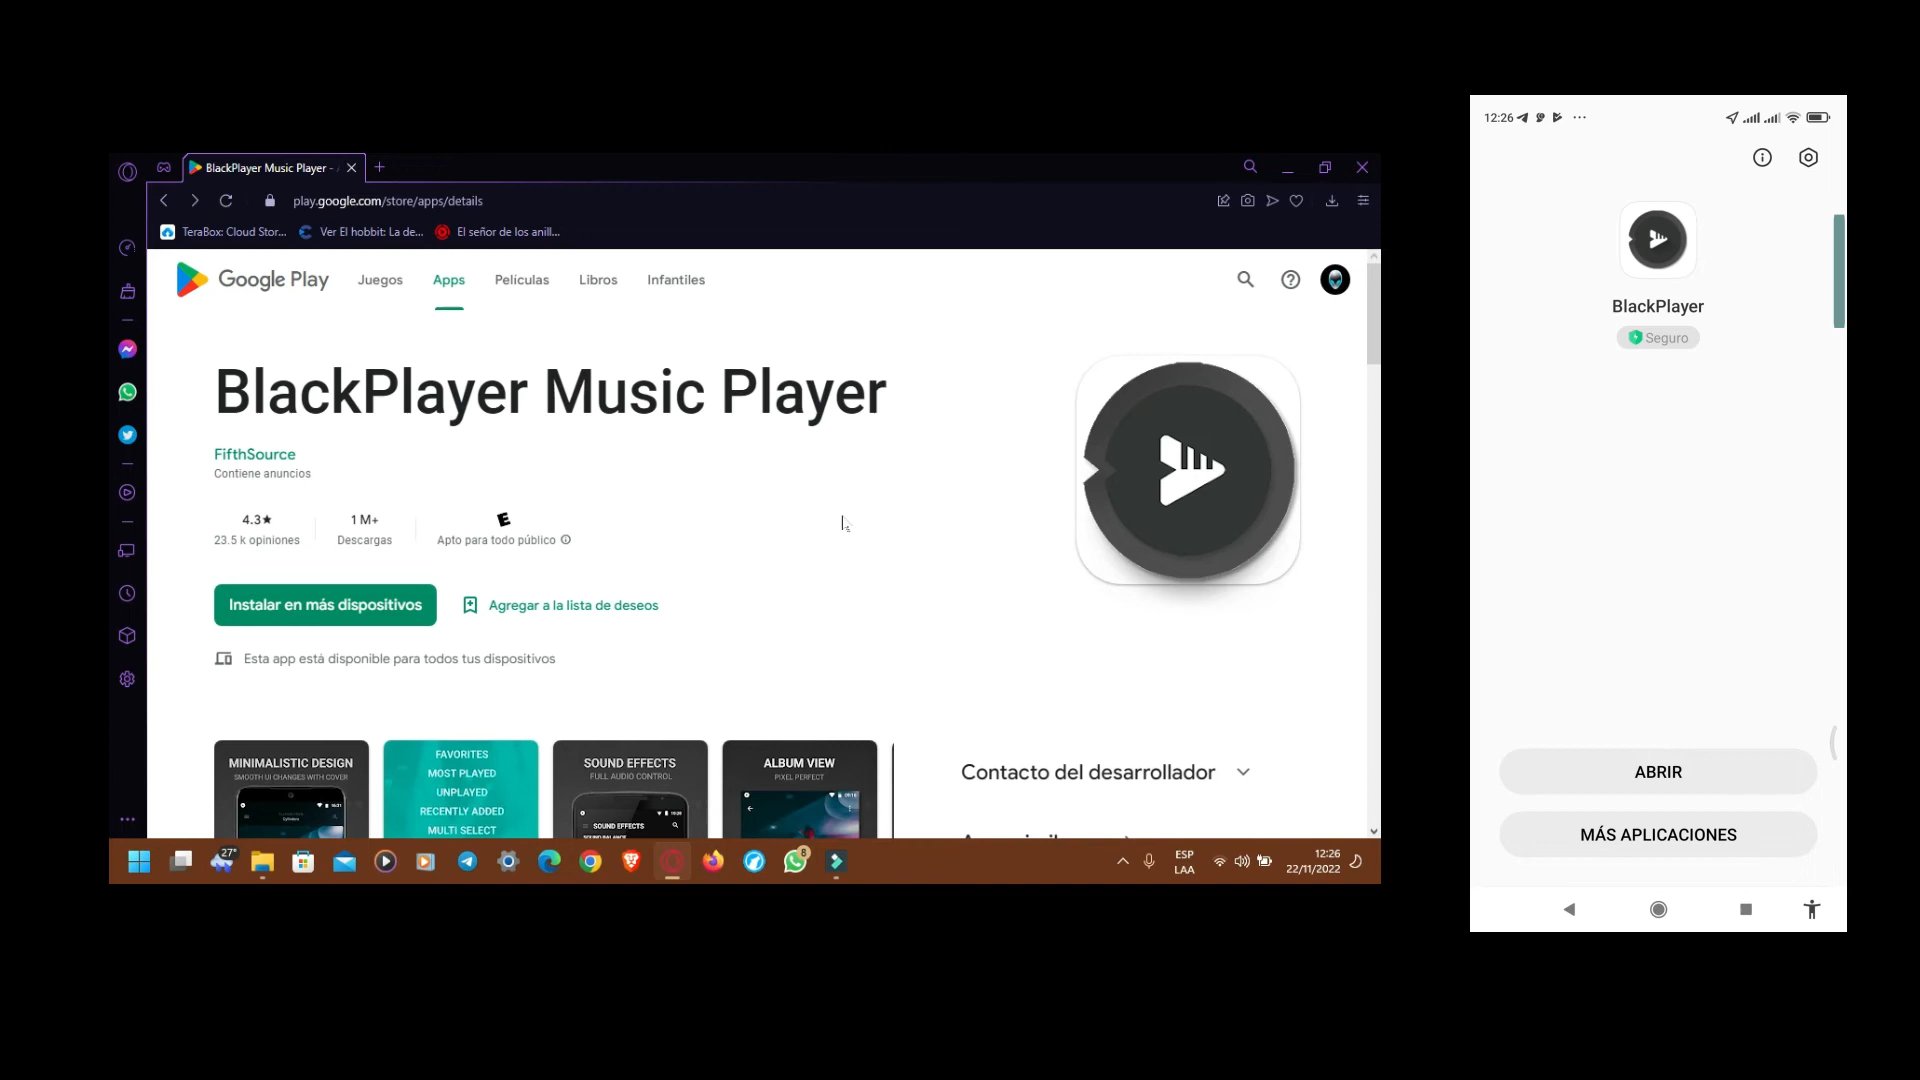 BlackPlayer Music Player -
play.google.com/store/apps/details
TeraBox: Cloud Stor...
Ver El hobbit: La de...
El señor de los anill...
Google Play
Juegos
Apps
Películas
Libros
Infantiles
BlackPlayer Music Player
FifthSource
Contiene anuncios
4.3★
23.5 k opiniones
1 M+
Descargas
E
Apto para todo público
Instalar en más dispositivos
Agregar a la lista de deseos
Esta app está disponible para todos tus dispositivos
MINIMALISTIC DESIGN
SMOOTH UI CHANGES WITH COVER
FAVORITES
MOST PLAYED
UNPLAYED
RECENTLY ADDED
MULTI SELECT
SOUND EFFECTS
FULL AUDIO CONTROL
SOUND EFFECTS
ALBUM VIEW
PIXEL PERFECT
Contacto del desarrollador
27°
8
ESP
LAA
12:26
22/11/2022
12:26
BlackPlayer
Seguro
ABRIR
MÁS APLICACIONES